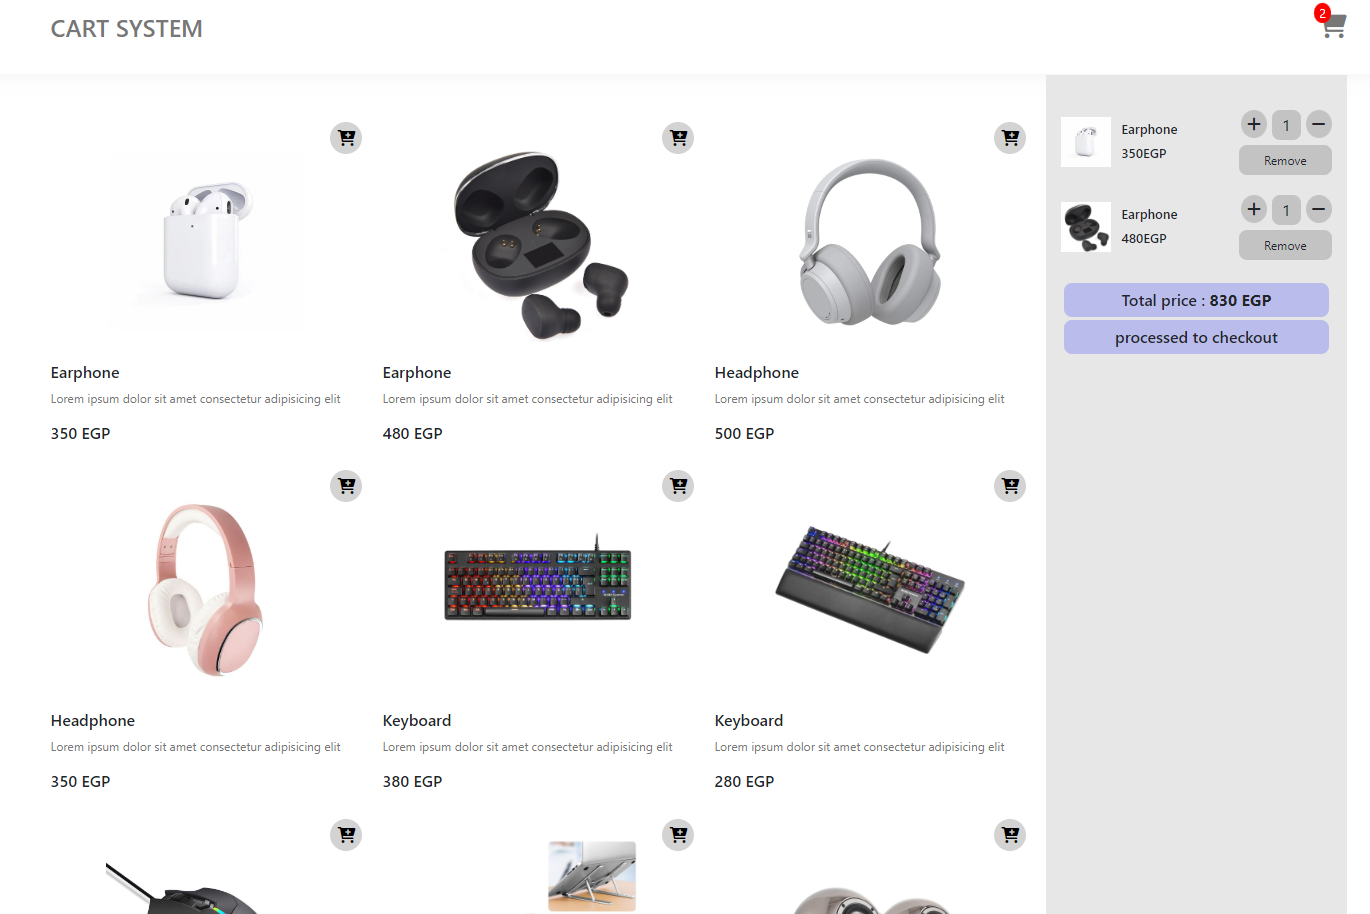 CART SYSTEM
2
Earphone
350EGP
1
Remove
Earphone
480EGP
1
Remove
Total price : 830 EGP
processed to checkout
Earphone
Lorem ipsum dolor sit amet consectetur adipisicing elit
350 EGP
Earphone
Lorem ipsum dolor sit amet consectetur adipisicing elit
480 EGP
Headphone
Lorem ipsum dolor sit amet consectetur adipisicing elit
500 EGP
Headphone
Lorem ipsum dolor sit amet consectetur adipisicing elit
350 EGP
Keyboard
Lorem ipsum dolor sit amet consectetur adipisicing elit
380 EGP
Keyboard
Lorem ipsum dolor sit amet consectetur adipisicing elit
280 EGP